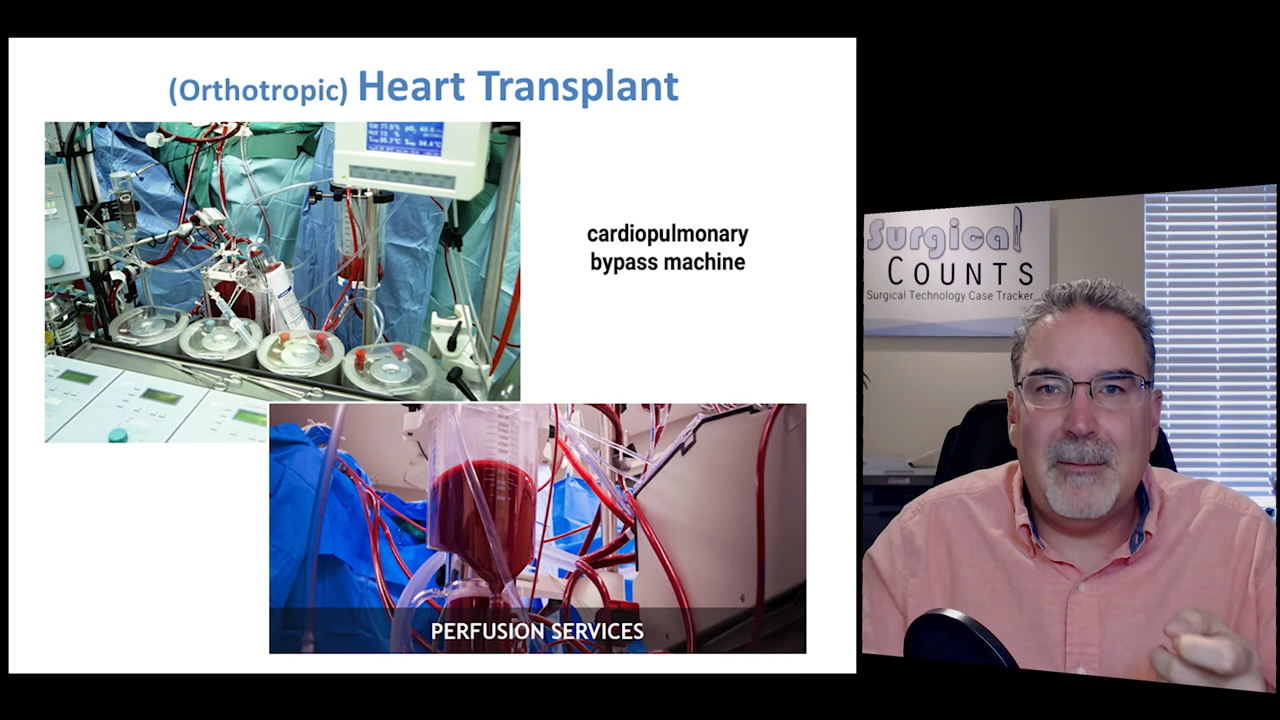 (Orthotropic) Heart Transplant
cardiopulmonary
bypass machine
PERFUSION SERVICES
Surgical
COUNTS
Surgical Technology Case Tracker